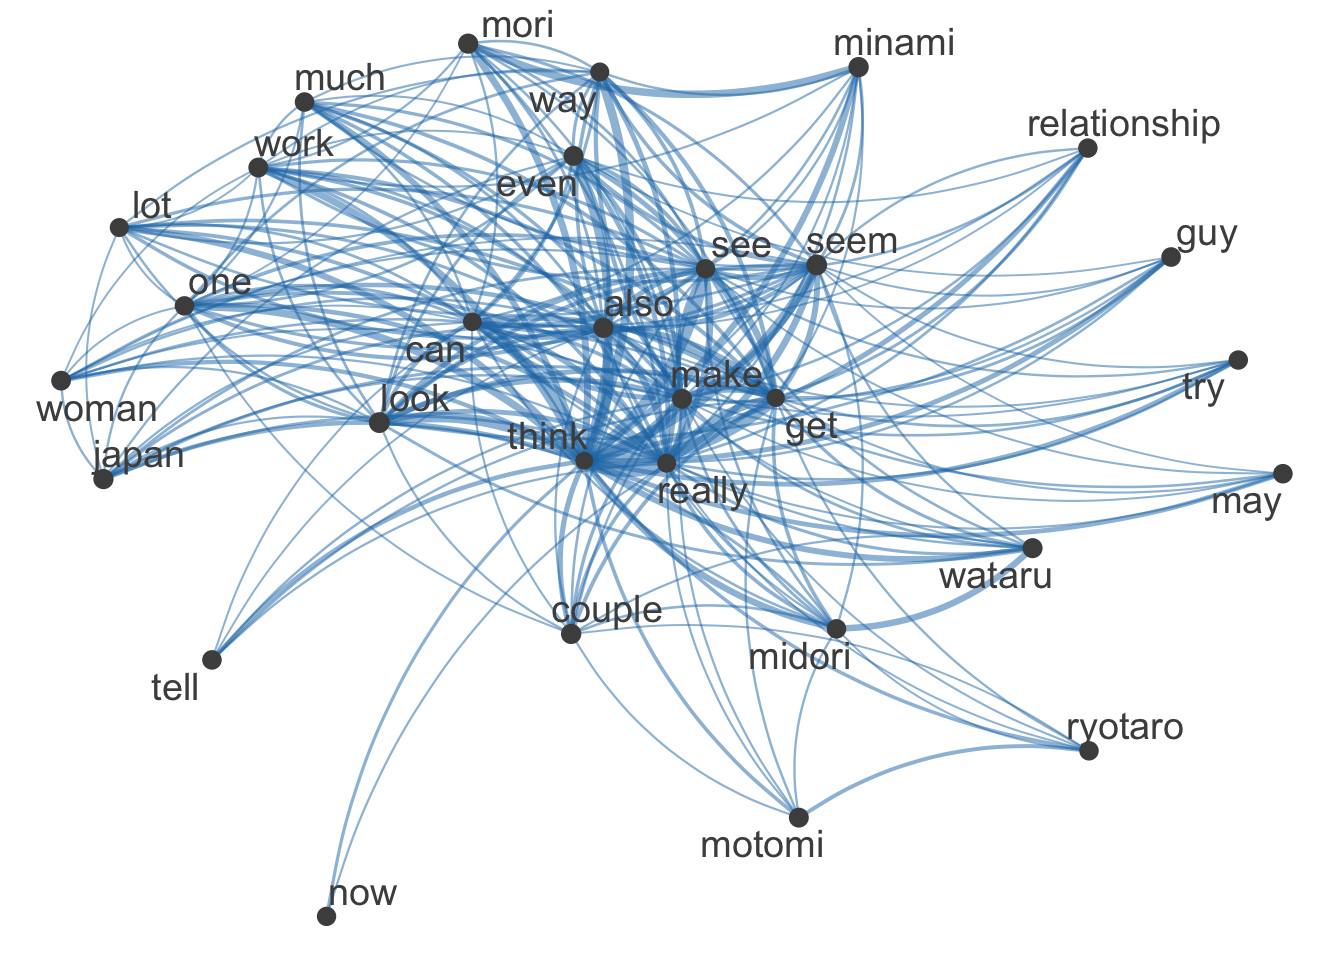 mori
minami
much
way
relationship
work
even
lot
guy
see
seem
one
also
can
make
try
look
woman
get
think
japan
really
may
wataru
couple
midori
tell
ryotaro
motomi
now